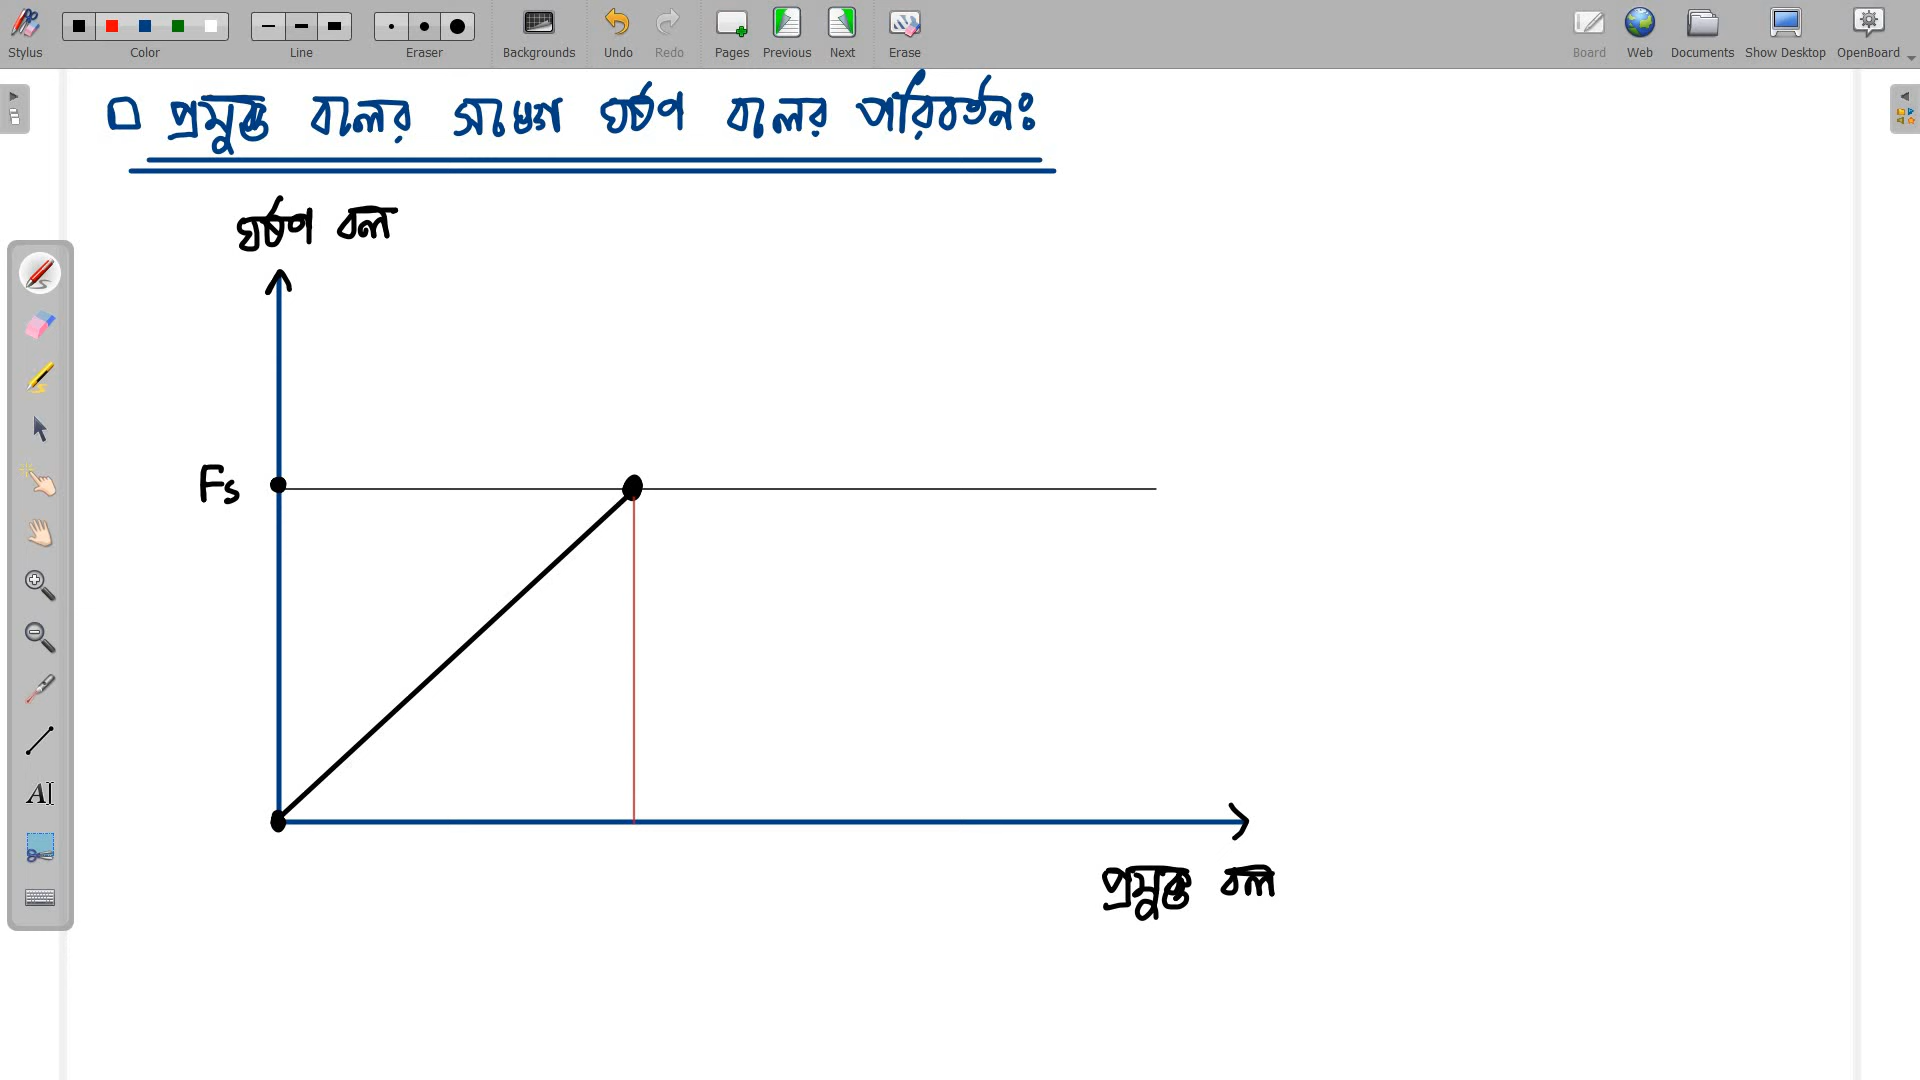 Stylus Color Line Eraser Backgrounds Undo Redo Pages Previous Next Erase Board Web Documents Show Desktop OpenBoard
□ প্রযুক্ত বলের সঙ্গে ঘর্ষণ বলের পরিবর্তনঃ
ঘর্ষণ বল
Fs
প্রযুক্ত বল